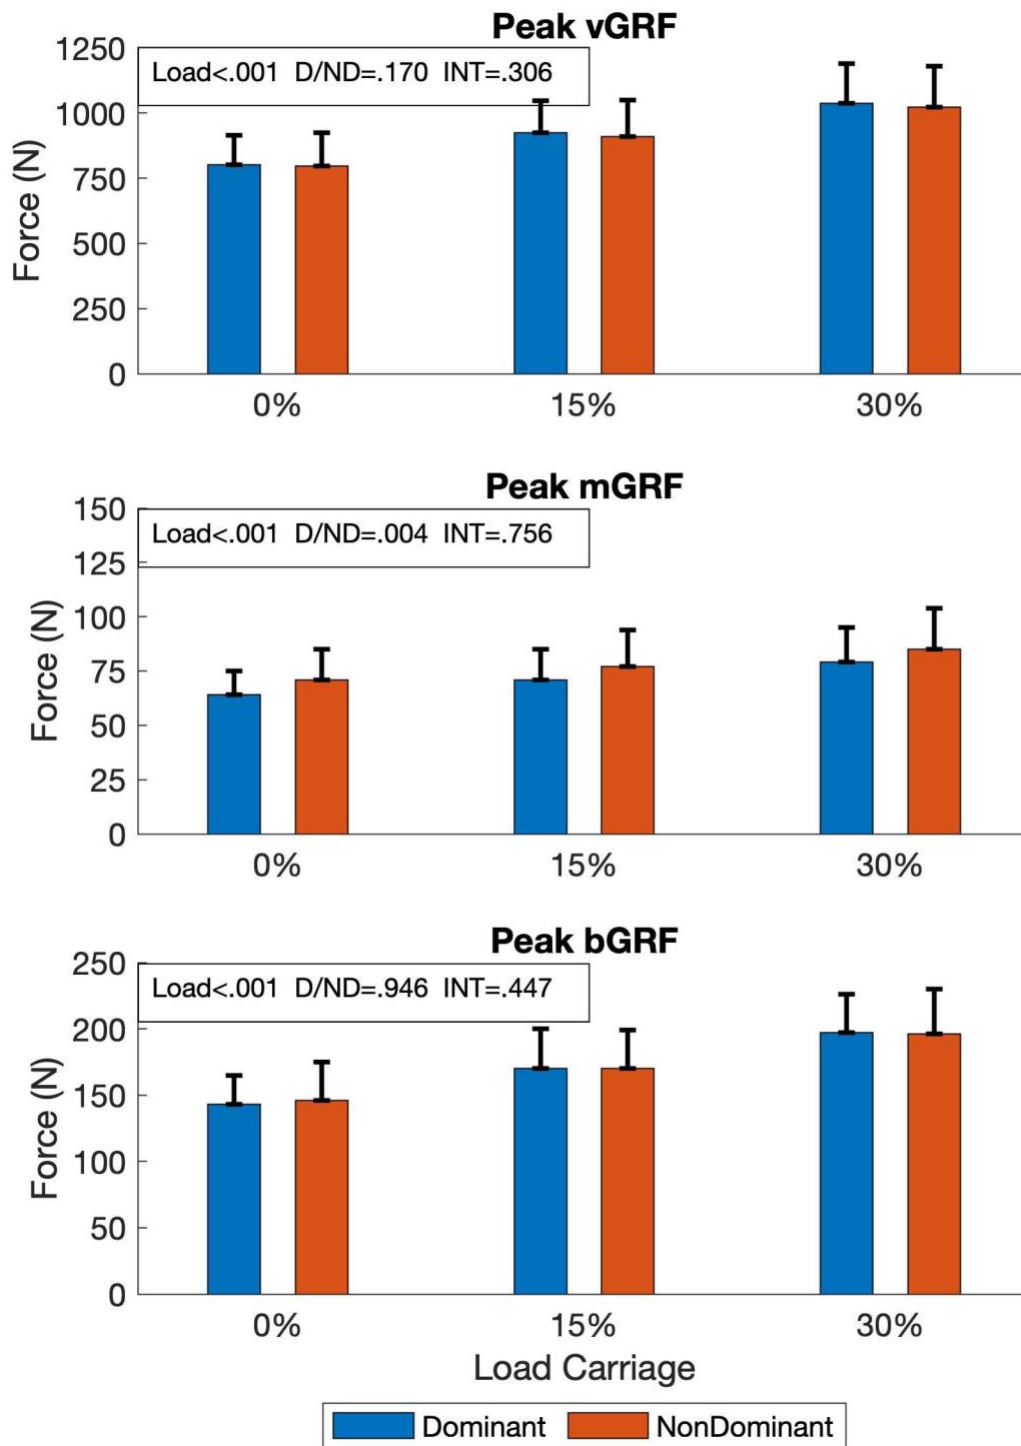 Peak vGRF
1250
Load<.001 D/ND=.170 INT=.306
1000
750
500
250
0
Force (N)
0% 15% 30%
Peak mGRF
150
Load<.001 D/ND=.004 INT=.756
125
100
75
50
25
0
Force (N)
0% 15% 30%
Peak bGRF
250
Load<.001 D/ND=.946 INT=.447
200
150
100
50
0
Force (N)
0% 15% 30%
Load Carriage
Dominant NonDominant